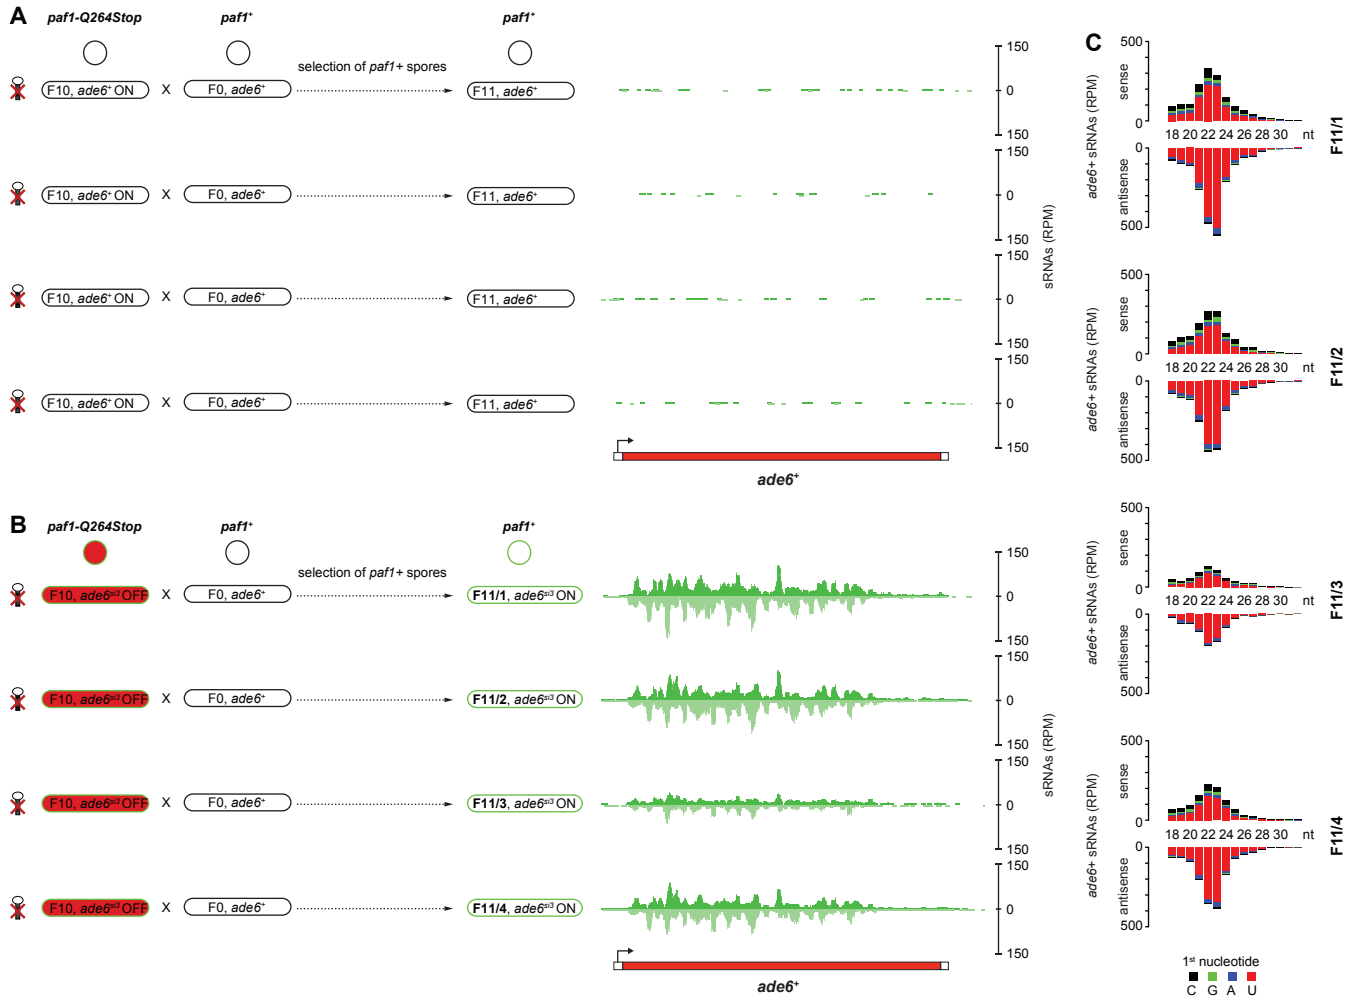 A
paf1-Q264Stop
paf1⁺
paf1⁺
selection of paf1+ spores
F10, ade6⁺ ON
X
F0, ade6⁺
F11, ade6⁺
150
0
150
F10, ade6⁺ ON
X
F0, ade6⁺
F11, ade6⁺
150
0
150
F10, ade6⁺ ON
X
F0, ade6⁺
F11, ade6⁺
150
0
150
F10, ade6⁺ ON
X
F0, ade6⁺
F11, ade6⁺
150
0
150
sRNAs (RPM)
ade6⁺
B
paf1-Q264Stop
paf1⁺
paf1⁺
selection of paf1+ spores
F10, ade6ˢⁱ³ OFF
X
F0, ade6⁺
F11/1, ade6ˢⁱ³ ON
150
0
150
F10, ade6ˢⁱ³ OFF
X
F0, ade6⁺
F11/2, ade6ˢⁱ³ ON
150
0
150
F10, ade6ˢⁱ³ OFF
X
F0, ade6⁺
F11/3, ade6ˢⁱ³ ON
150
0
150
F10, ade6ˢⁱ³ OFF
X
F0, ade6⁺
F11/4, ade6ˢⁱ³ ON
150
0
150
sRNAs (RPM)
ade6⁺
C
500
0
18 20 22 24 26 28 30 nt
0
500
ade6+ sRNAs (RPM)
antisense sense
F11/1
500
0
18 20 22 24 26 28 30 nt
0
500
ade6+ sRNAs (RPM)
antisense sense
F11/2
500
0
18 20 22 24 26 28 30 nt
0
500
ade6+ sRNAs (RPM)
antisense sense
F11/3
500
0
18 20 22 24 26 28 30 nt
0
500
ade6+ sRNAs (RPM)
antisense sense
F11/4
1ˢᵗ nucleotide
C G A U